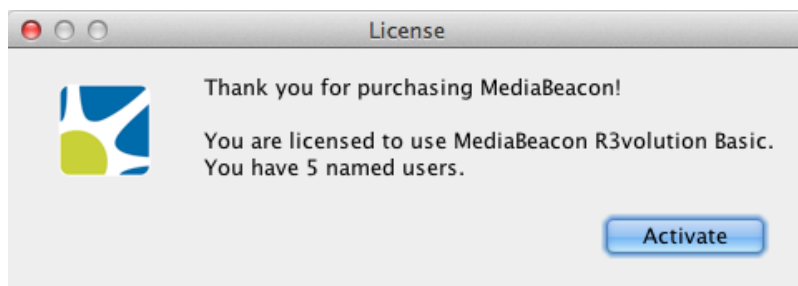 License
Thank you for purchasing MediaBeacon!
You are licensed to use MediaBeacon R3volution Basic.
You have 5 named users.
Activate